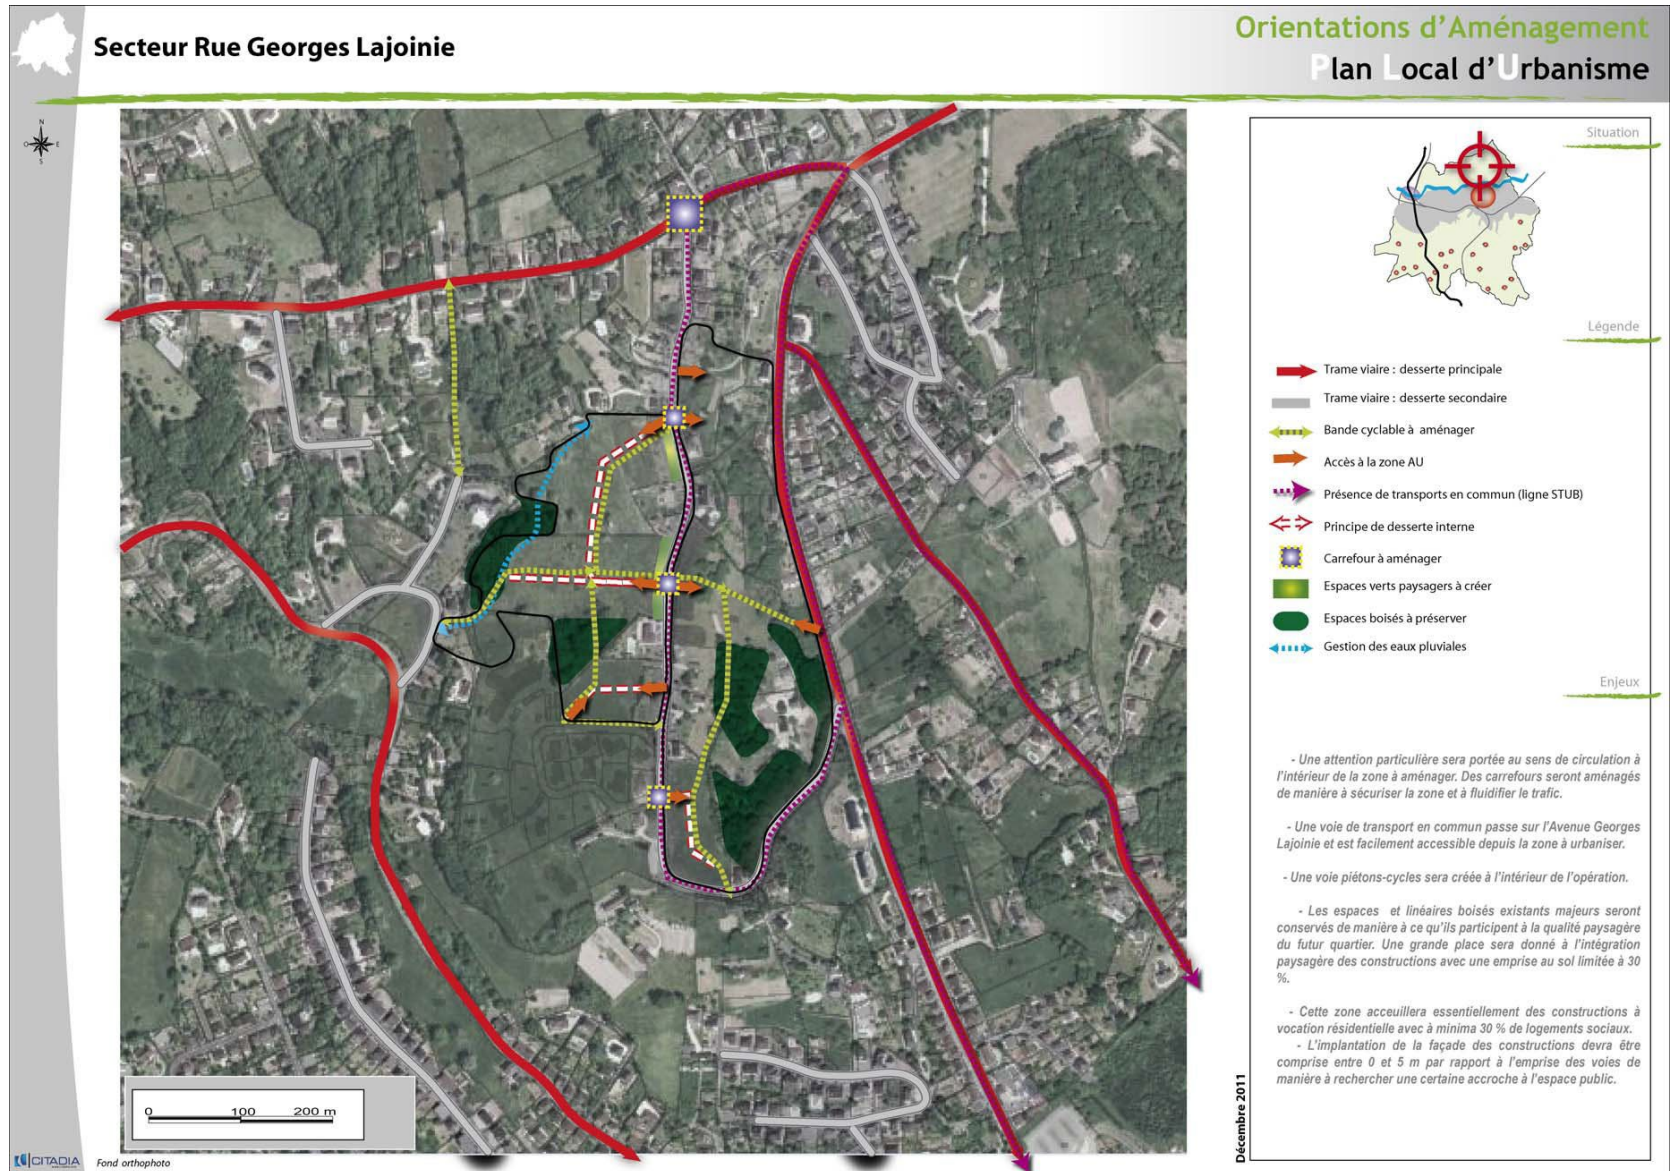 Secteur Rue Georges Lajoinie
Orientations d'Aménagement
Plan Local d'Urbanisme
N
O E
S
Situation
Légende
Trame viaire : desserte principale
Trame viaire : desserte secondaire
Bande cyclable à aménager
Accès à la zone AU
Présence de transports en commun (ligne STUB)
Principe de desserte interne
Carrefour à aménager
Espaces verts paysagers à créer
Espaces boisés à préserver
Gestion des eaux pluviales
Enjeux
- Une attention particulière sera portée au sens de circulation à
l'intérieur de la zone à aménager. Des carrefours seront aménagés
de manière à sécuriser la zone et à fluidifier le trafic.
- Une voie de transport en commun passe sur l'Avenue Georges
Lajoinie et est facilement accessible depuis la zone à urbaniser.
- Une voie piétons-cycles sera créée à l'intérieur de l'opération.
- Les espaces et linéaires boisés existants majeurs seront
conservés de manière à ce qu'ils participent à la qualité paysagère
du futur quartier. Une grande place sera donné à l'intégration
paysagère des constructions avec une emprise au sol limitée à 30
%.
- Cette zone acceuillera essentiellement des constructions à
vocation résidentielle avec à minima 30 % de logements sociaux.
- L'implantation de la façade des constructions devra être
comprise entre 0 et 5 m par rapport à l'emprise des voies de
manière à rechercher une certaine accroche à l'espace public.
Décembre 2011
0 100 200 m
CITADIA
Fond orthophoto